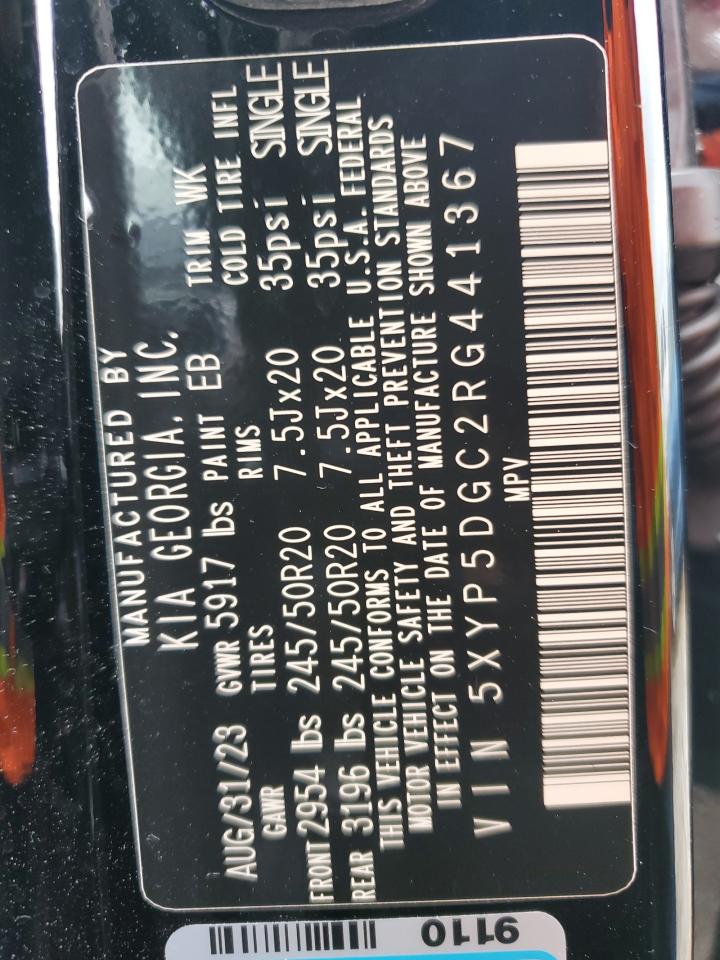 MANUFACTURED BY
KIA GEORGIA, INC.
AUG/31/23 GVWR 5917 lbs PAINT EB TRIM WK
GAWR TIRES RIMS COLD TIRE INFL
FRONT 2954 lbs 245/50R20 7.5Jx20 35psi SINGLE
REAR 3196 lbs 245/50R20 7.5Jx20 35psi SINGLE
THIS VEHICLE CONFORMS TO ALL APPLICABLE U.S.A. FEDERAL
MOTOR VEHICLE SAFETY AND THEFT PREVENTION STANDARDS
IN EFFECT ON THE DATE OF MANUFACTURE SHOWN ABOVE
VIN 5XYP5DGC2RG441367
MPV
9110